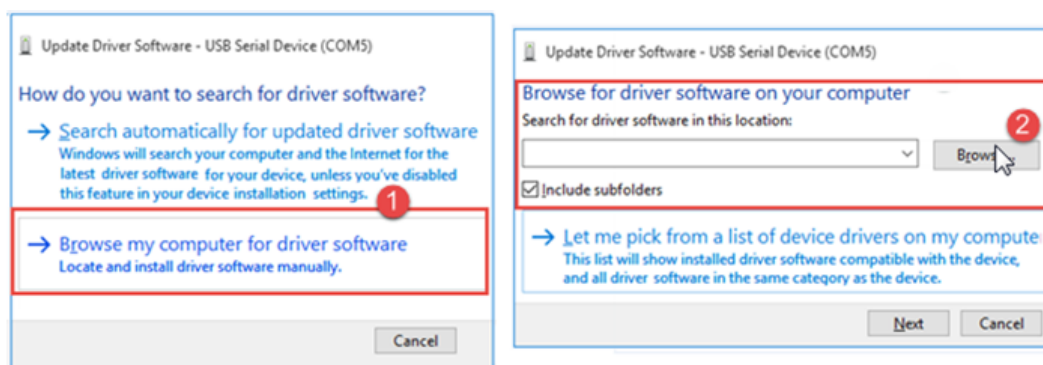 Update Driver Software - USB Serial Device (COM5)
How do you want to search for driver software?
Search automatically for updated driver software
Windows will search your computer and the Internet for the
latest driver software for your device, unless you've disabled
this feature in your device installation settings.
1
Browse my computer for driver software
Locate and install driver software manually.
Cancel
Update Driver Software - USB Serial Device (COM5)
Browse for driver software on your computer
Search for driver software in this location:
2
Include subfolders
Let me pick from a list of device drivers on my compute
This list will show installed driver software compatible with the device,
and all driver software in the same category as the device.
Next
Cancel